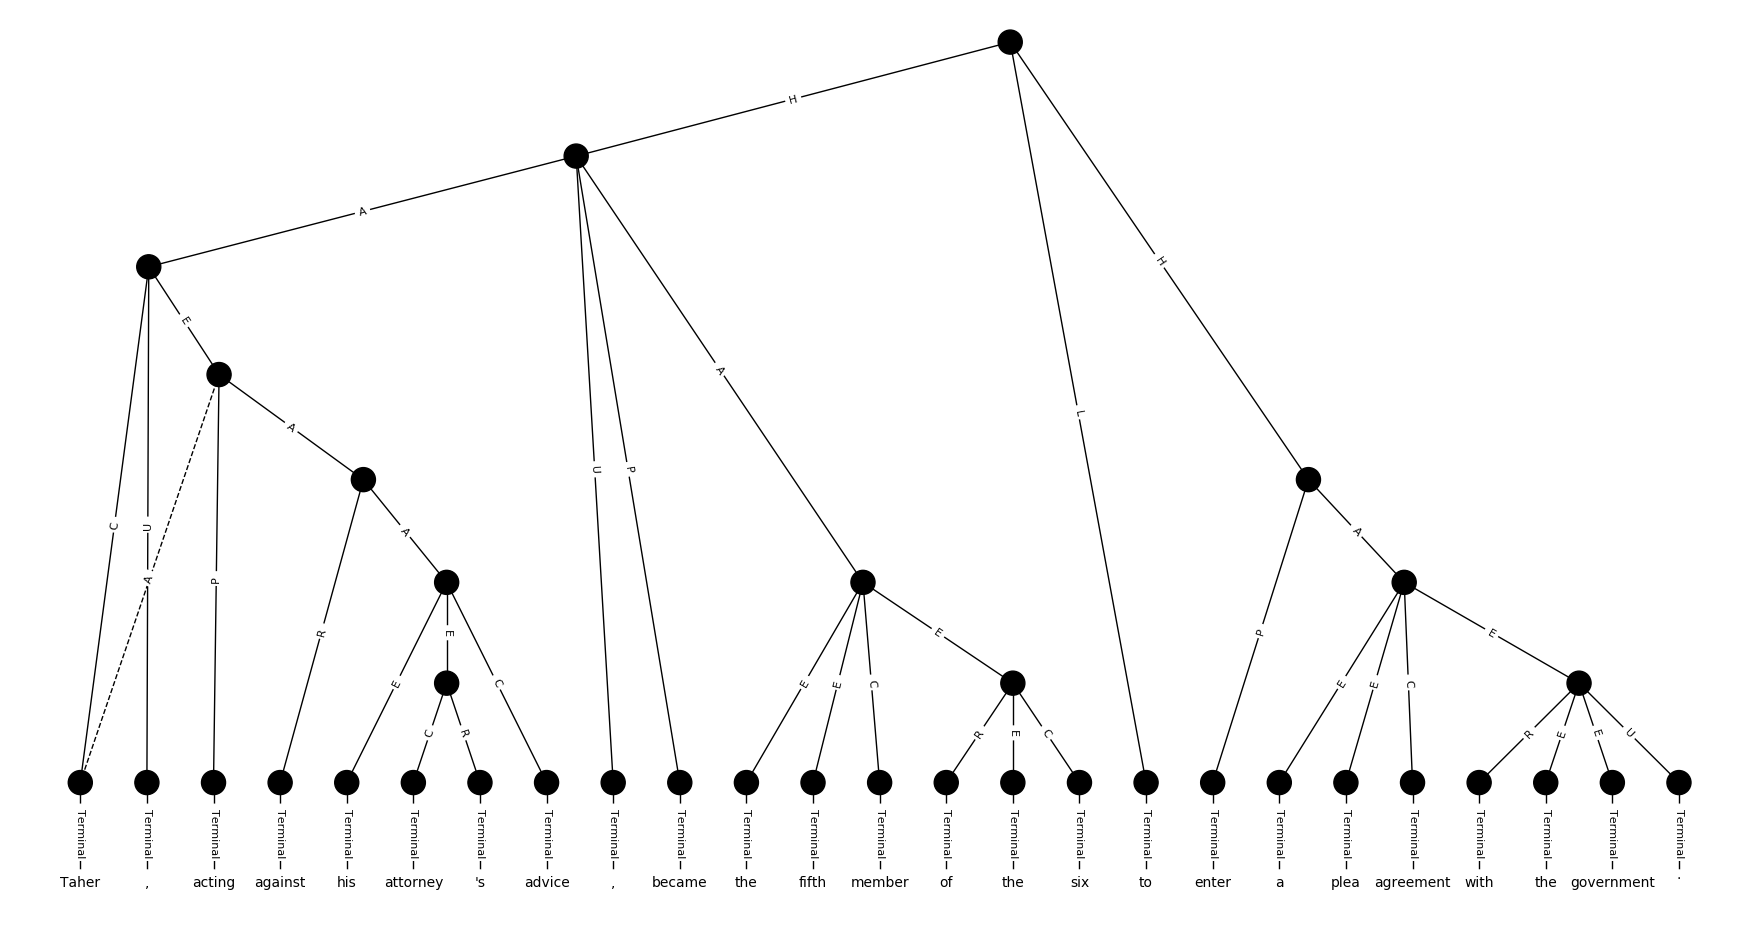 H
A
H
E
A
A
L
U P
C U
A
A
A P
R E
P
E E
E C
E E C
E E C
C R
R E C
R E E U
Terminal Terminal Terminal Terminal Terminal Terminal Terminal Terminal Terminal Terminal Terminal Terminal Terminal Terminal Terminal Terminal Terminal Terminal Terminal Terminal Terminal Terminal Terminal Terminal Terminal
Taher , acting against his attorney 's advice , became the fifth member of the six to enter a plea agreement with the government .